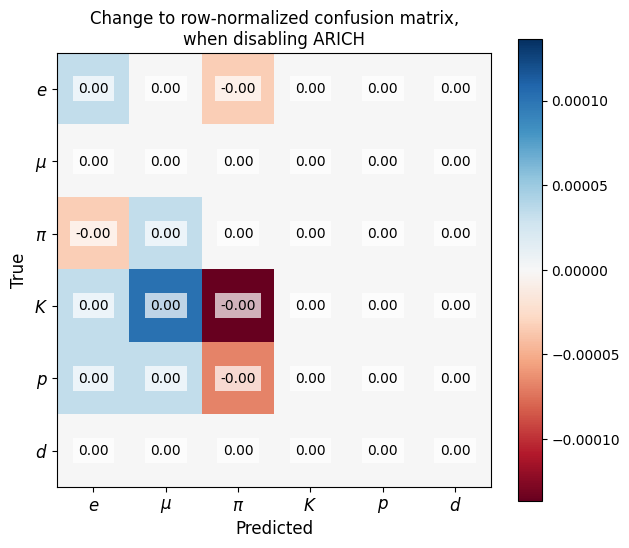 Change to row-normalized confusion matrix,
when disabling ARICH
e 0.00 0.00 -0.00 0.00 0.00 0.00
μ 0.00 0.00 0.00 0.00 0.00 0.00
π -0.00 0.00 0.00 0.00 0.00 0.00
K 0.00 0.00 -0.00 0.00 0.00 0.00
p 0.00 0.00 -0.00 0.00 0.00 0.00
d 0.00 0.00 0.00 0.00 0.00 0.00
e μ π K p d
True
Predicted
0.00010
0.00005
0.00000
−0.00005
−0.00010